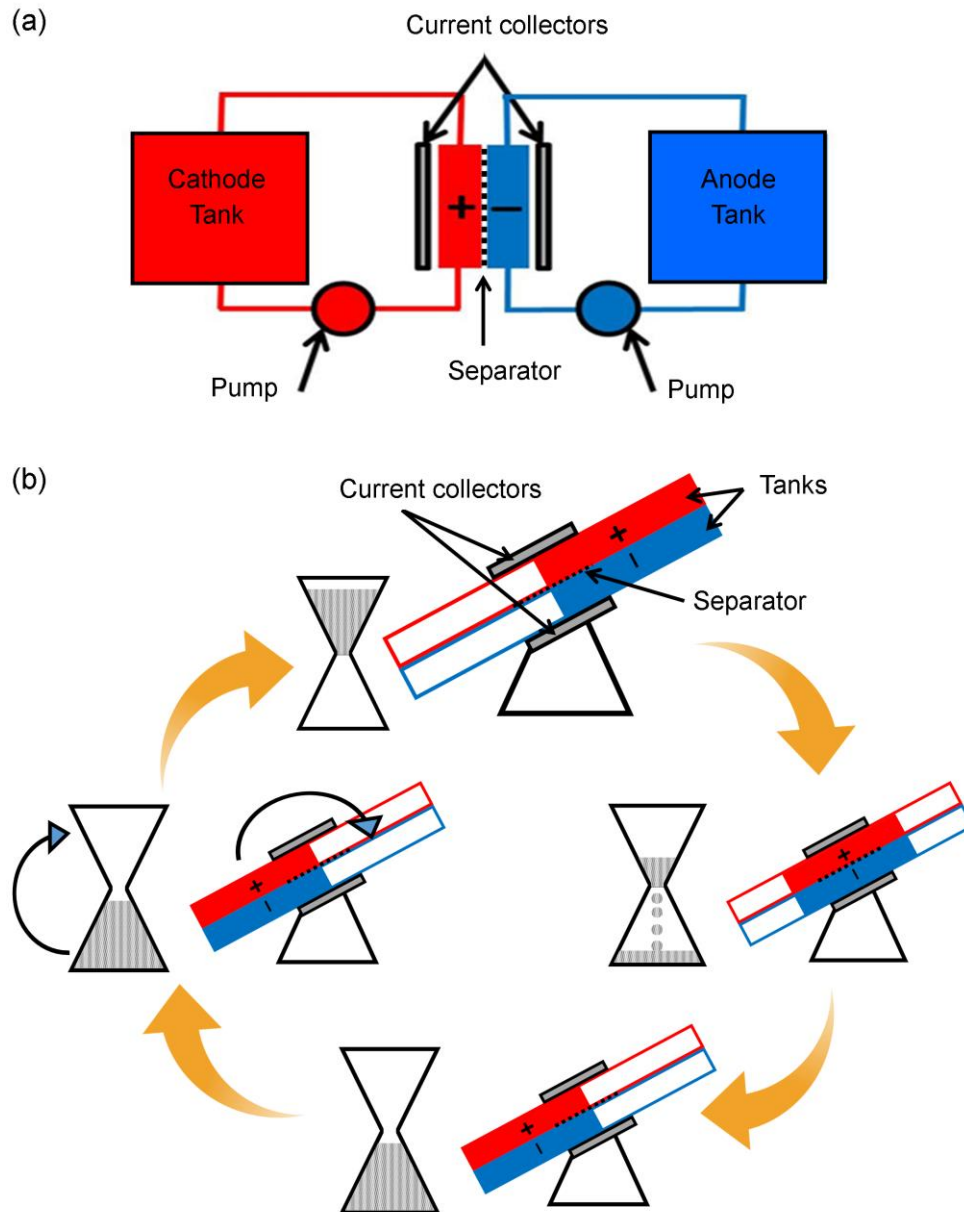 (a)
Current collectors
Cathode
Tank
Anode
Tank
+
−
Pump
Separator
Pump
(b)
Current collectors
Tanks
+
−
Separator
+
−
+
−
+
−